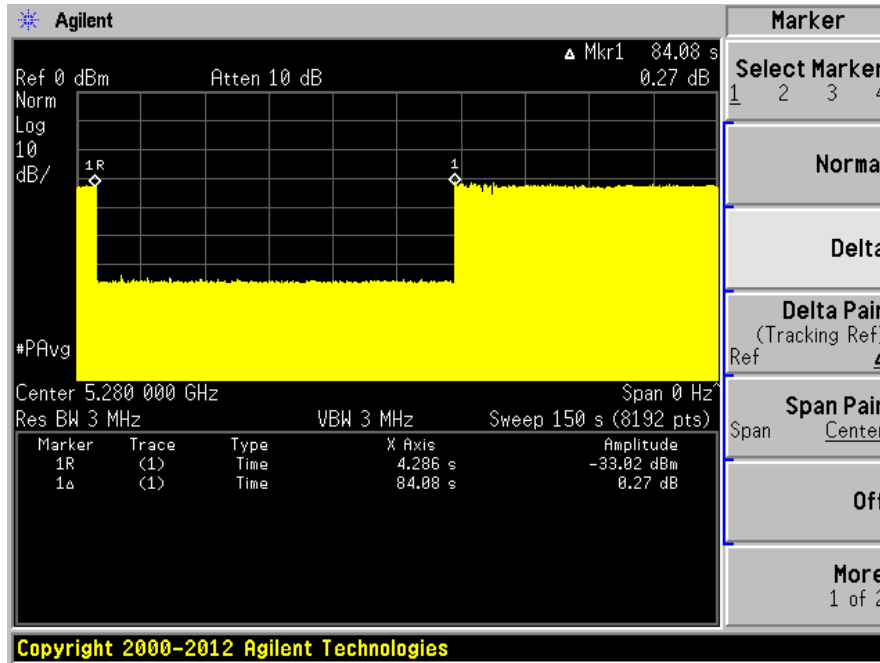 Agilent
Marker
Δ Mkr1 84.08 s
Ref 0 dBm Atten 10 dB 0.27 dB
Norm
Log
10
dB/
1R
1
#PAvg
Center 5.280 000 GHz Span 0 Hz^
Res BW 3 MHz VBW 3 MHz Sweep 150 s (8192 pts)
Marker Trace Type X Axis Amplitude
1R (1) Time 4.286 s -33.02 dBm
1Δ (1) Time 84.08 s 0.27 dB
Select Marker
1 2 3 4
Norma
Delta
Delta Pair
(Tracking Ref)
Ref Δ
Span Pair
Span Center
Off
More
1 of 2
Copyright 2000-2012 Agilent Technologies